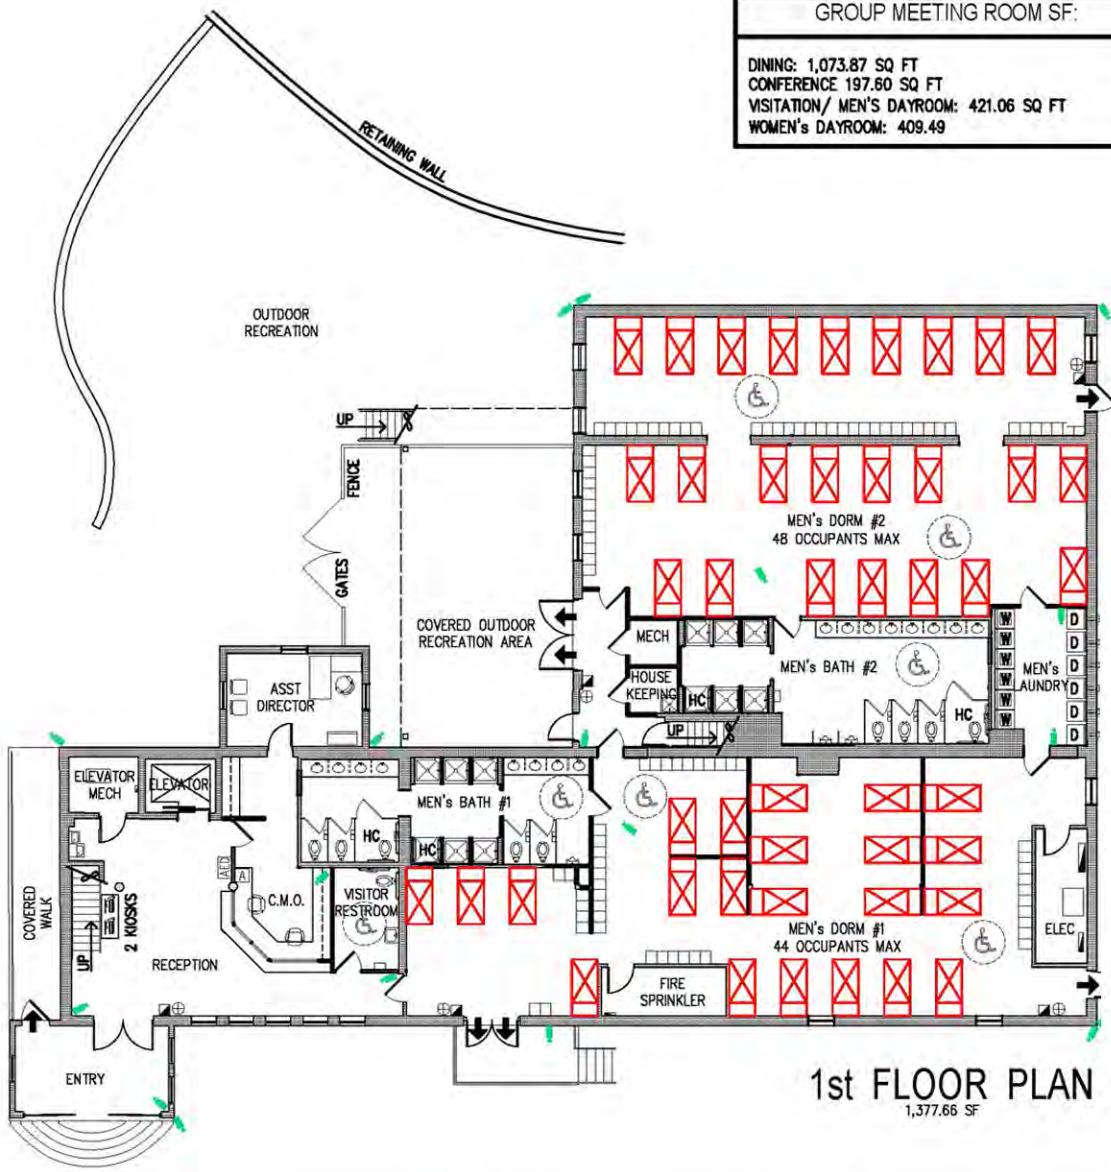 GROUP MEETING ROOM SF:
DINING: 1,073.87 SQ FT
CONFERENCE 197.60 SQ FT
VISITATION/ MEN'S DAYROOM: 421.06 SQ FT
WOMEN's DAYROOM: 409.49
RETAINING WALL
OUTDOOR
RECREATION
UP
FENCE
GATES
COVERED OUTDOOR
RECREATION AREA
MEN's DORM #2
48 OCCUPANTS MAX
MECH
HOUSE
KEEPING
HC
UP
MEN's BATH #2
HC
W
W
W
W
W
W
MEN's
LAUNDRY
D
D
D
D
D
D
ASST
DIRECTOR
ELEVATOR
MECH
ELEVATOR
HC
MEN's BATH #1
HC
COVERED
WALK
UP
2 KIOSKS
AED
A
C.M.O.
VISITOR
RESTROOM
RECEPTION
MEN's DORM #1
44 OCCUPANTS MAX
ELEC
FIRE
SPRINKLER
ENTRY
1st FLOOR PLAN
1,377.66 SF